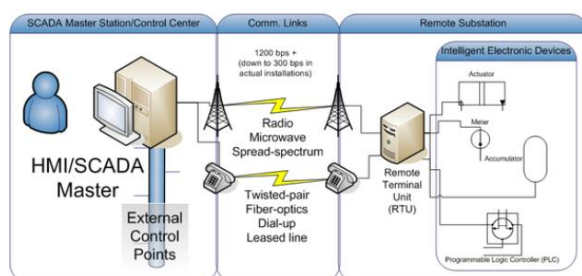 SCADA Master Station/Control Center
Comm. Links
Remote Substation
1200 bps +
(down to 300 bps in
actual installations)
Radio
Microwave
Spread-spectrum
Twisted-pair
Fiber-optics
Dial-up
Leased line
HMI/SCADA
Master
External
Control
Points
Remote
Terminal
Unit
(RTU)
Intelligent Electronic Devices
Actuator
Meter
Accumulator
Programmable Logic Controller (PLC)